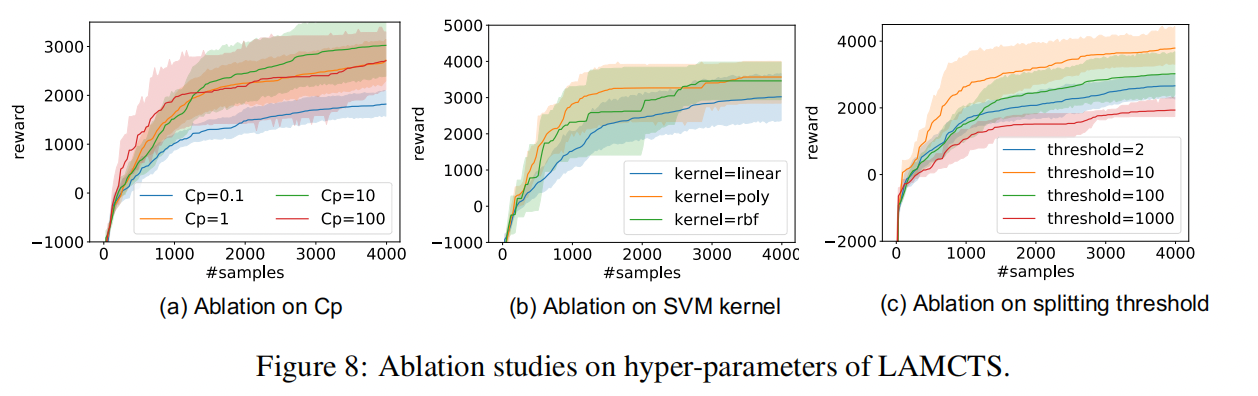 3000
2000
1000
0
−1000
reward
0 1000 2000 3000 4000
#samples
Cp=0.1 Cp=10
Cp=1 Cp=100
(a) Ablation on Cp
5000
4000
3000
2000
1000
0
−1000
reward
0 1000 2000 3000 4000
#samples
kernel=linear
kernel=poly
kernel=rbf
(b) Ablation on SVM kernel
4000
2000
0
−2000
reward
0 1000 2000 3000 4000
#samples
threshold=2
threshold=10
threshold=100
threshold=1000
(c) Ablation on splitting threshold
Figure 8: Ablation studies on hyper-parameters of LAMCTS.